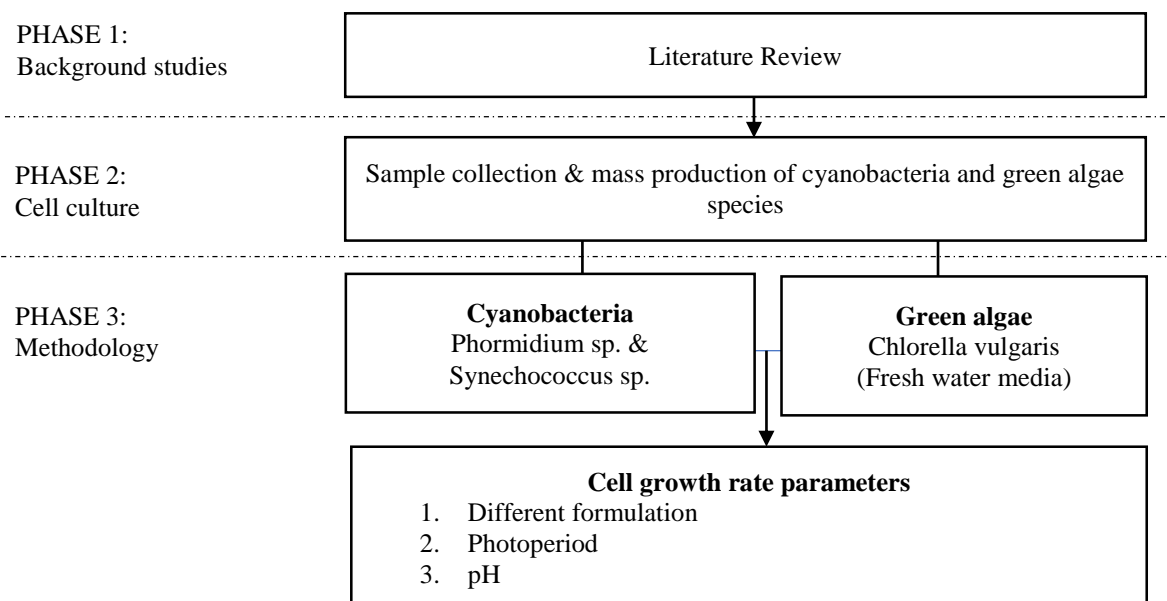 PHASE 1:
Background studies
Literature Review
PHASE 2:
Cell culture
Sample collection & mass production of cyanobacteria and green algae
species
PHASE 3:
Methodology
Cyanobacteria
Phormidium sp. &
Synechococcus sp.
Green algae
Chlorella vulgaris
(Fresh water media)
Cell growth rate parameters
1. Different formulation
2. Photoperiod
3. pH